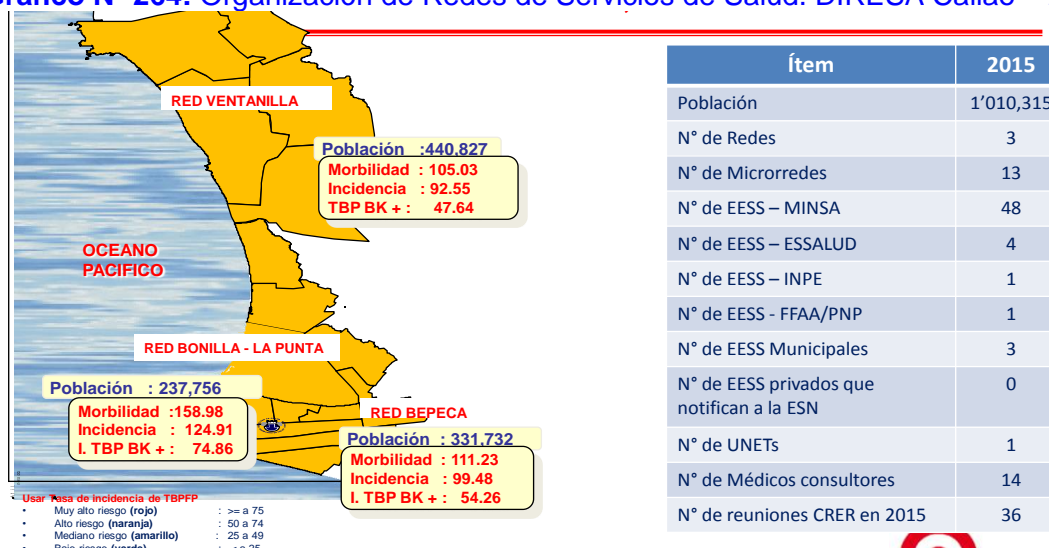 Gráfico N° 204: Organización de Redes de Servicios de Salud. DIRESA Callao
RED VENTANILLA
Población :440,827
Morbilidad : 105.03
Incidencia : 92.55
TBP BK + : 47.64
OCEANO
PACIFICO
RED BONILLA - LA PUNTA
Población : 237,756
Morbilidad :158.98
Incidencia : 124.91
I. TBP BK + : 74.86
RED BEPECA
Población : 331,732
Morbilidad : 111.23
Incidencia : 99.48
I. TBP BK + : 54.26
• Usar Tasa de incidencia de TBPFP
• Muy alto riesgo (rojo) : >= a 75
• Alto riesgo (naranja) : 50 a 74
• Mediano riesgo (amarillo) : 25 a 49
Ítem 2015
Población 1’010,315
N° de Redes 3
N° de Microrredes 13
N° de EESS – MINSA 48
N° de EESS – ESSALUD 4
N° de EESS – INPE 1
N° de EESS - FFAA/PNP 1
N° de EESS Municipales 3
N° de EESS privados que 0
notifican a la ESN
N° de UNETs 1
N° de Médicos consultores 14
N° de reuniones CRER en 2015 36